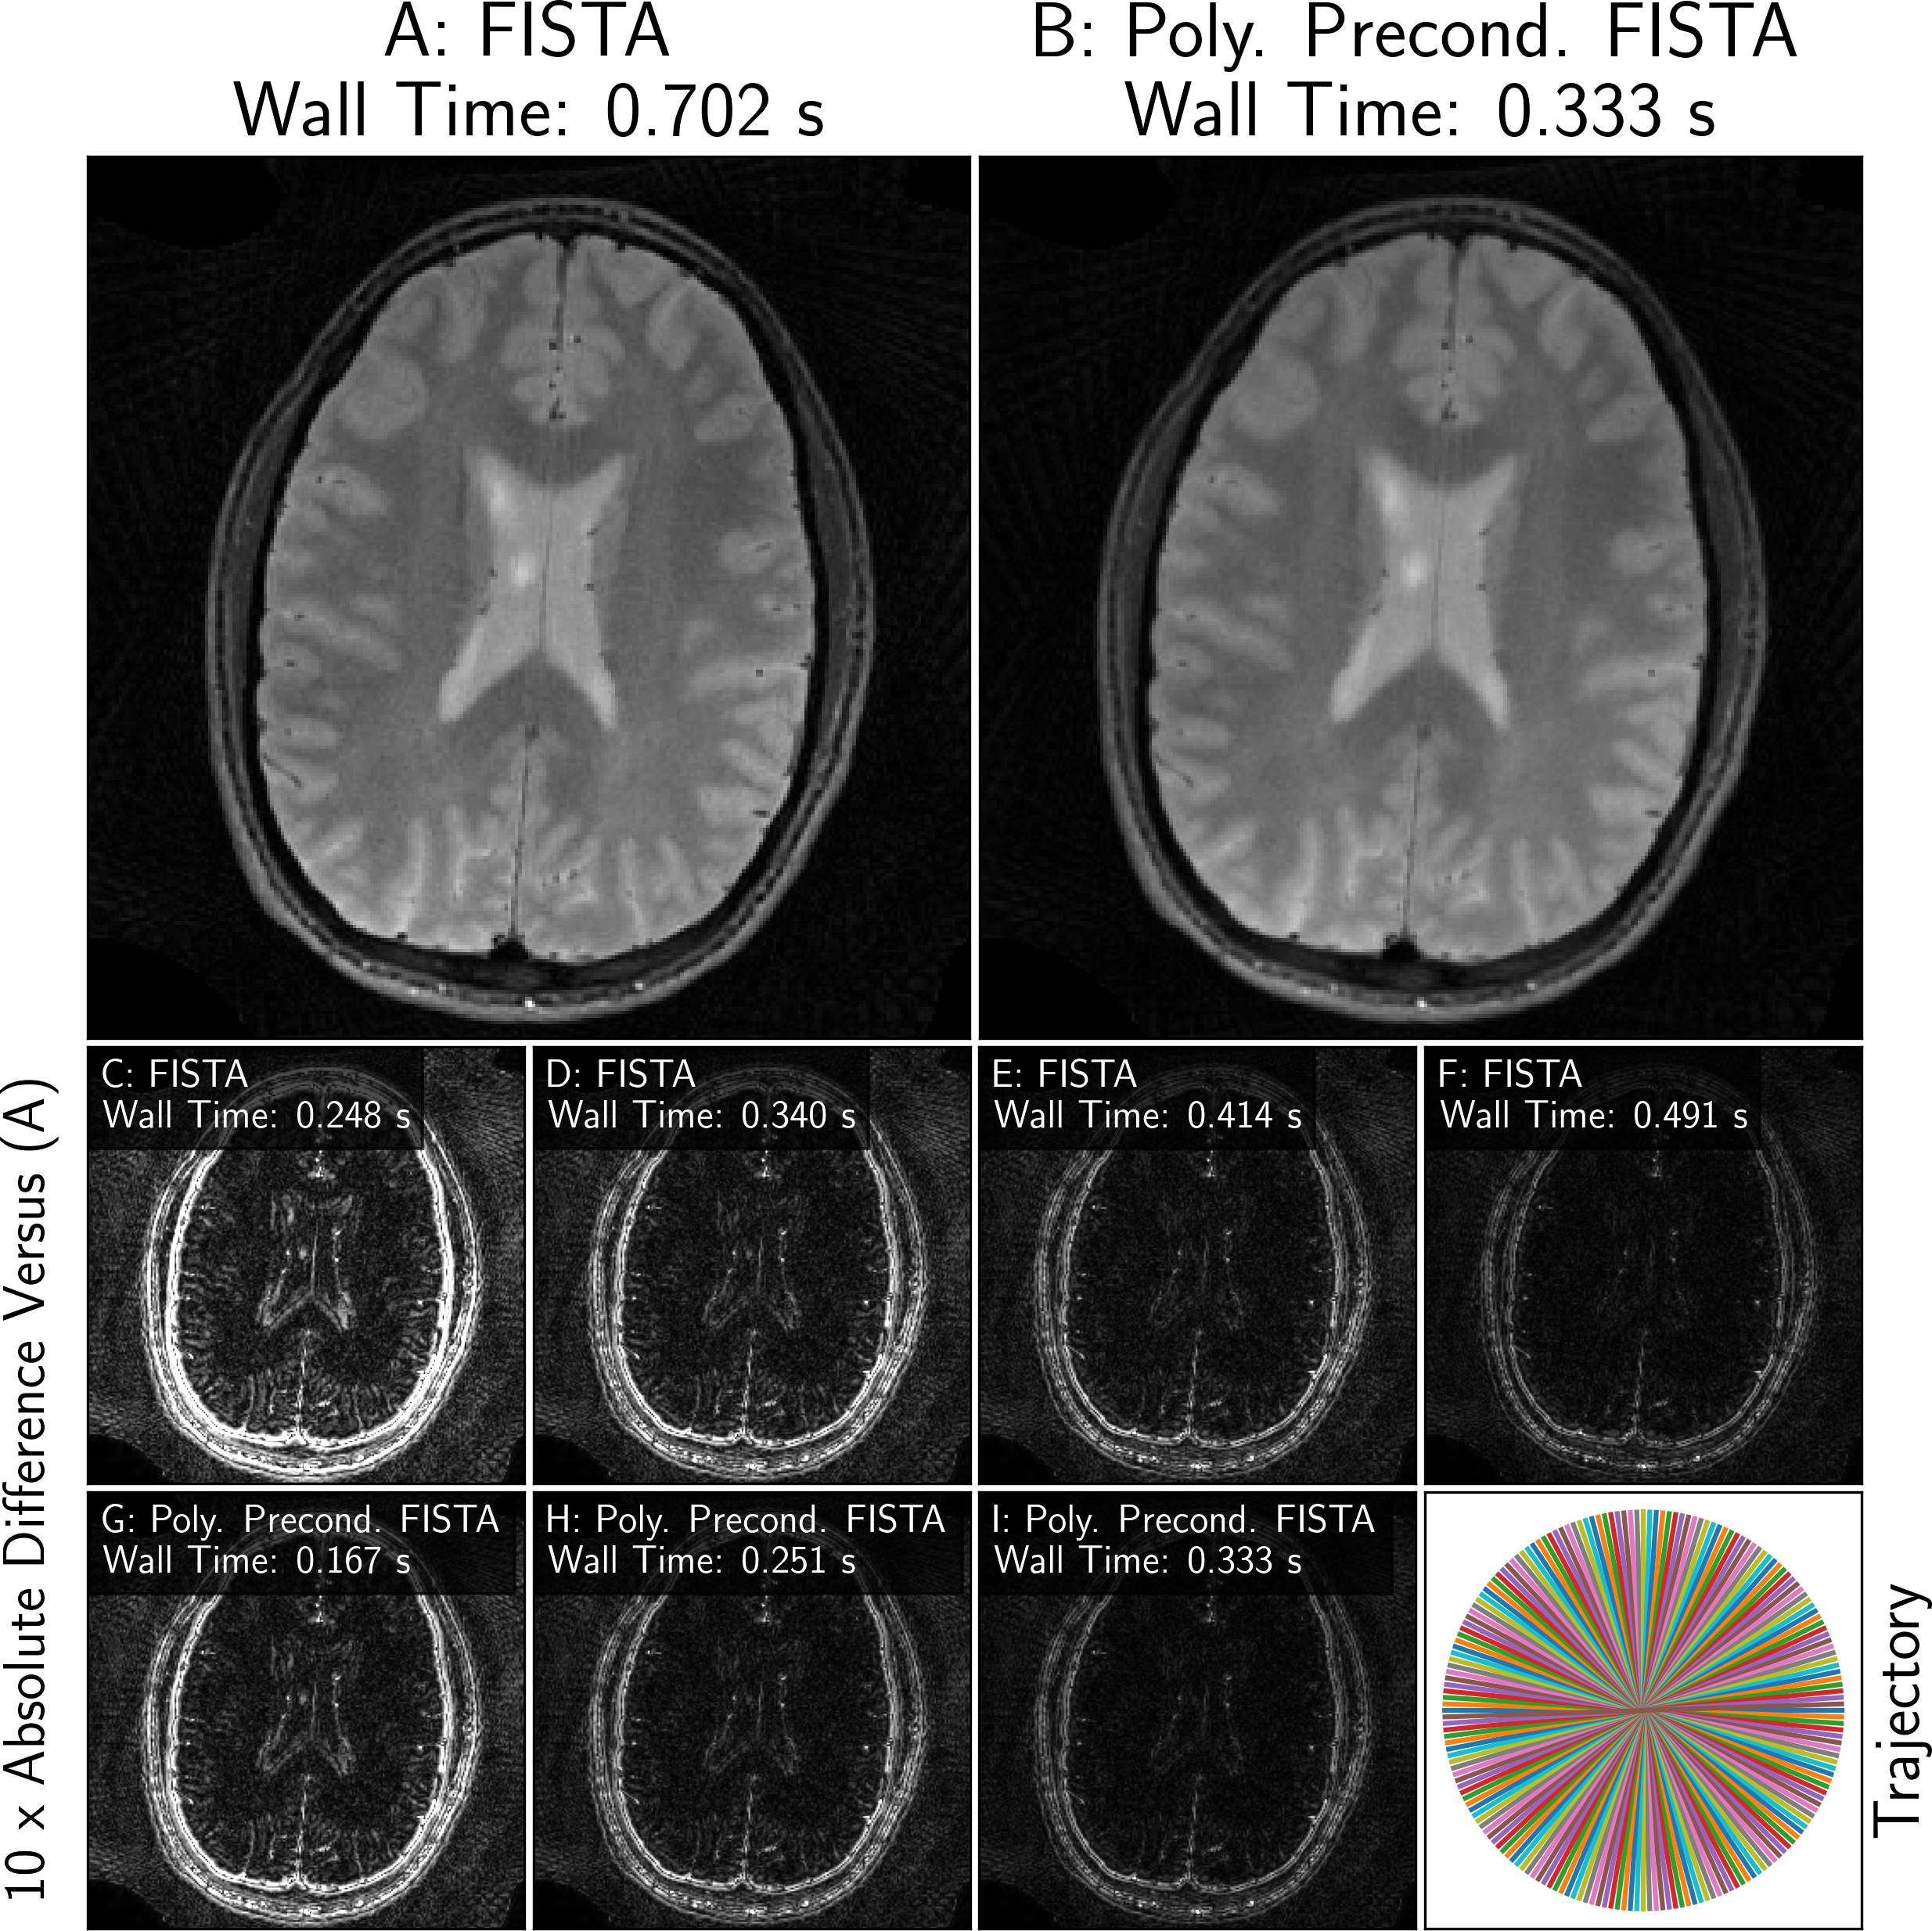 A: FISTA
Wall Time: 0.702 s
B: Poly. Precond. FISTA
Wall Time: 0.333 s
10 x Absolute Difference Versus (A)
C: FISTA
Wall Time: 0.248 s
D: FISTA
Wall Time: 0.340 s
E: FISTA
Wall Time: 0.414 s
F: FISTA
Wall Time: 0.491 s
G: Poly. Precond. FISTA
Wall Time: 0.167 s
H: Poly. Precond. FISTA
Wall Time: 0.251 s
I: Poly. Precond. FISTA
Wall Time: 0.333 s
Trajectory